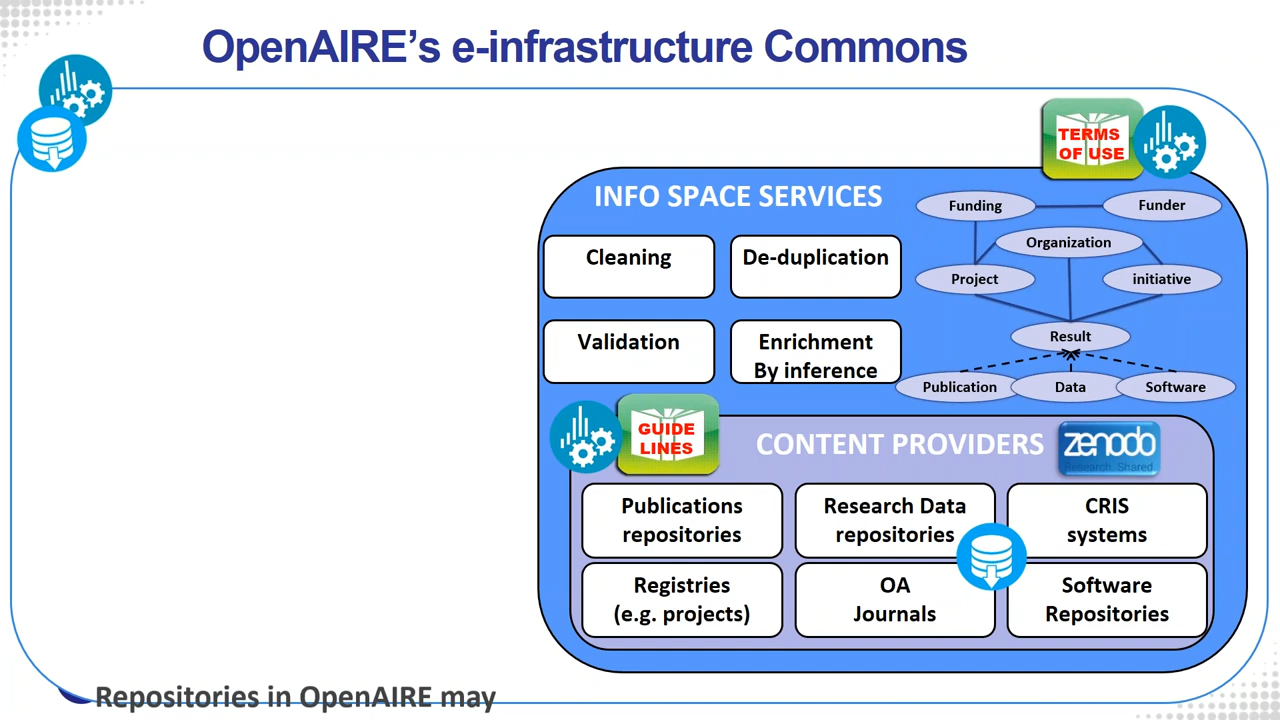 OpenAIRE’s e-infrastructure Commons
TERMS
OF USE
INFO SPACE SERVICES
Funding
Funder
Organization
Project
initiative
Result
Publication
Data
Software
Cleaning
De-duplication
Validation
Enrichment
By inference
GUIDE
LINES
CONTENT PROVIDERS
zenodo
Research. Shared
Publications
repositories
Research Data
repositories
CRIS
systems
Registries
(e.g. projects)
OA
Journals
Software
Repositories
Repositories in OpenAIRE may